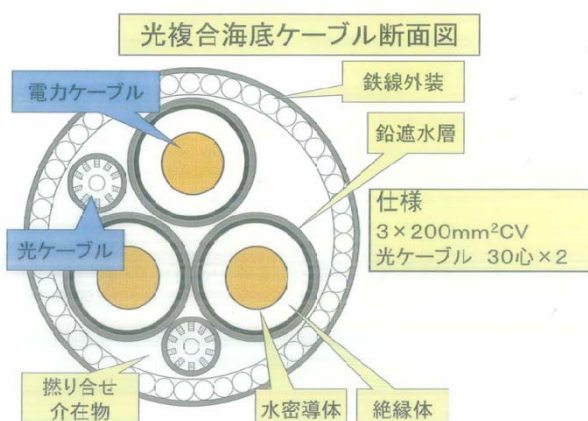 光複合海底ケーブル断面図
電力ケーブル
鉄線外装
鉛遮水層
仕様
3×200mm²CV
光ケーブル 30心×2
光ケーブル
撚り合せ
介在物
水密導体
絶縁体